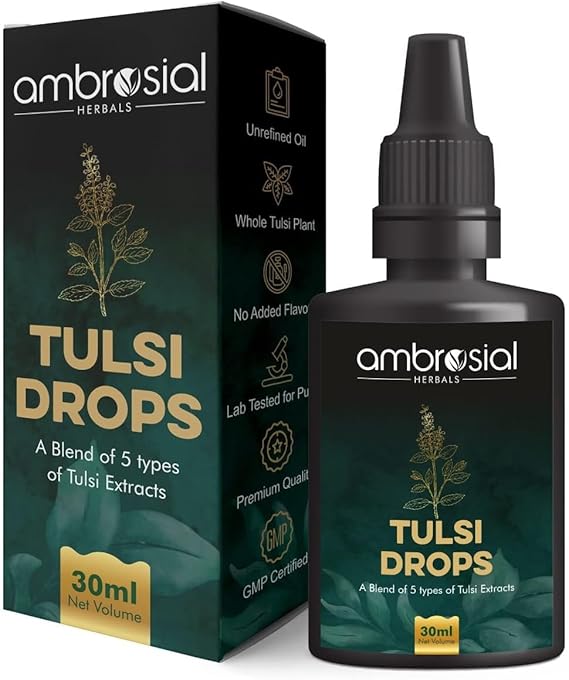 ambrosial
HERBALS
TULSI
DROPS
A Blend of 5 types
of Tulsi Extracts
30ml
Net Volume
Unrefined Oil
Whole Tulsi Plant
No Added
Lab Tested for
Premium
GMP
GMP Certified
ambrosial
HERBALS
TULSI
DROPS
A Blend of 5 types of Tulsi Extracts
30ml
Net Volume